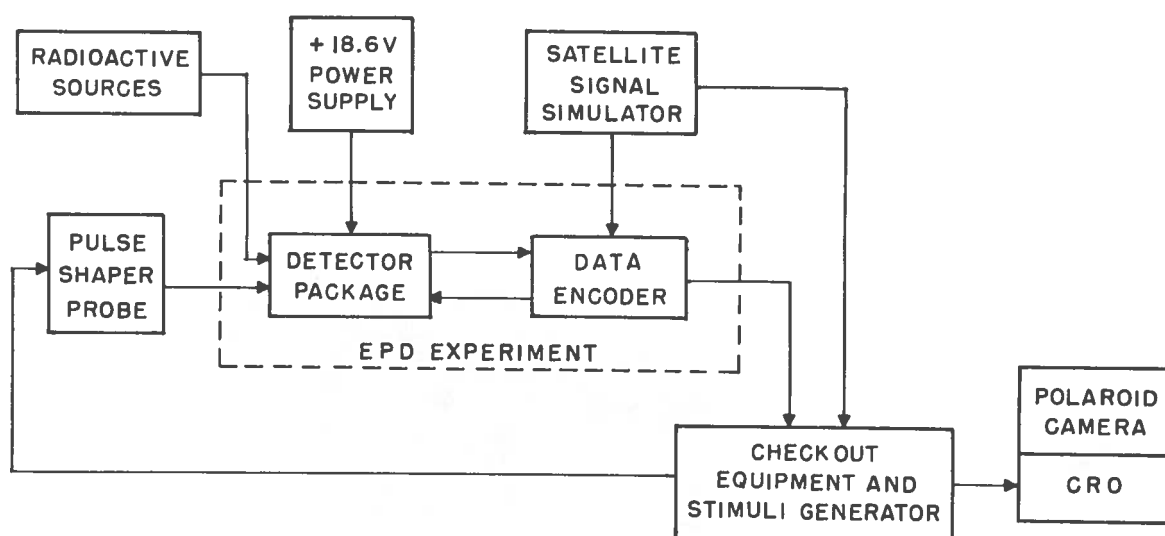 RADIOACTIVE
SOURCES
+18.6V
POWER
SUPPLY
SATELLITE
SIGNAL
SIMULATOR
PULSE
SHAPER
PROBE
DETECTOR
PACKAGE
DATA
ENCODER
EPD EXPERIMENT
CHECKOUT
EQUIPMENT AND
STIMULI GENERATOR
POLAROID
CAMERA
CRO